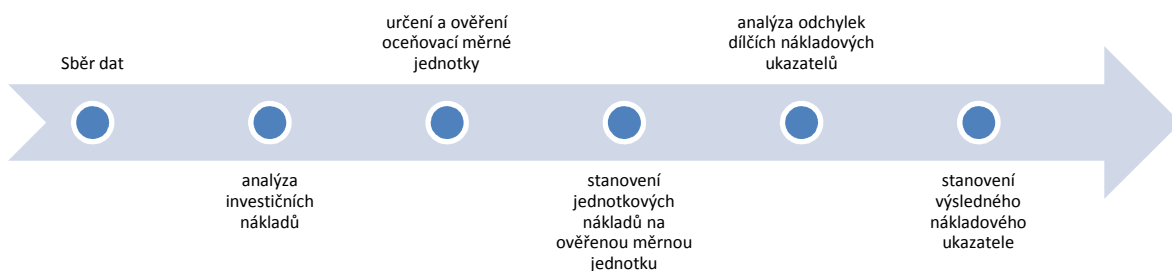 Sběr dat
analýza
investičních
nákladů
určení a ověření
oceňovací měrné
jednotky
stanovení
jednotkových
nákladů na
ověřenou měrnou
jednotku
analýza odchylek
dílčích nákladových
ukazatelů
stanovení
výsledného
nákladového
ukazatele